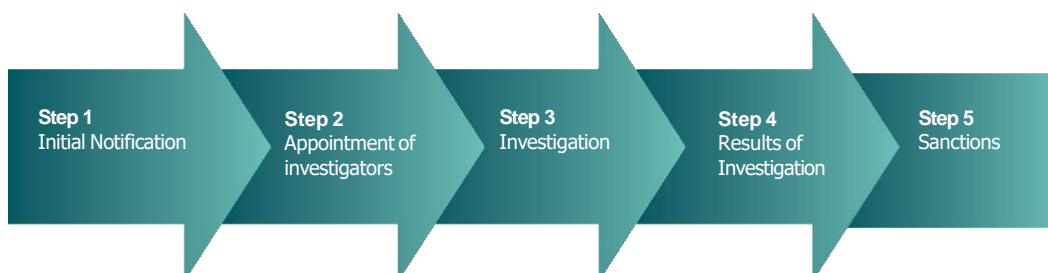 Step 1
Initial Notification
Step 2
Appointment of
investigators
Step 3
Investigation
Step 4
Results of
Investigation
Step 5
Sanctions